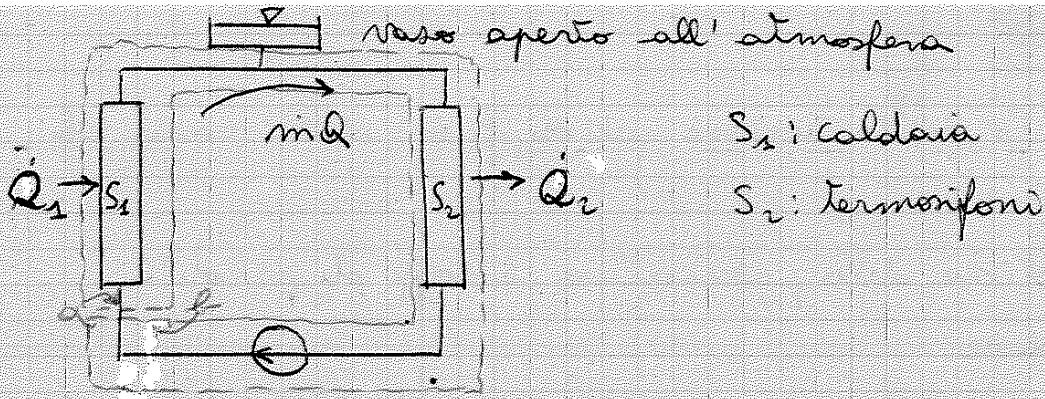 vaso aperto all' atmosfera
ṁQ
S₁: caldaia
Q̇₁ S₁ S₂ Q̇₂
S₂: termosifoni